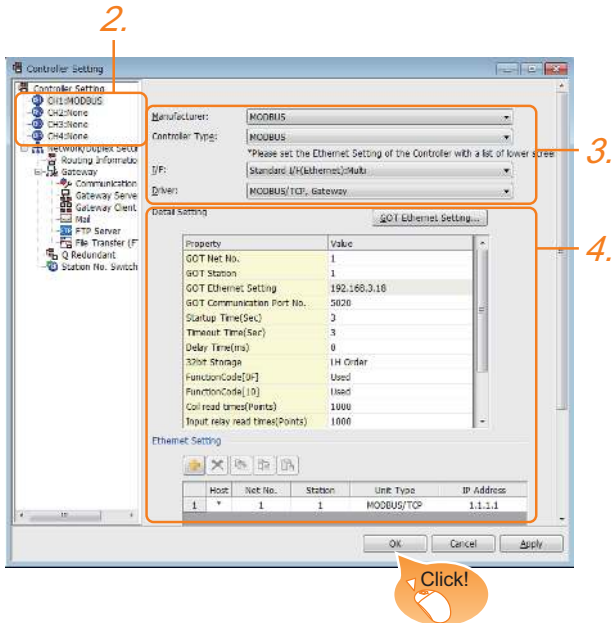 2.
Controller Setting
Controller Setting
CH1:MODBUS
CH2:None
CH3:None
CH4:None
Network/Duplex Settin
Routing Informatio
Gateway
Communication
Gateway Serve
Gateway Client
Mail
FTP Server
File Transfer (F
Q Redundant
Station No. Switch
Manufacturer: MODBUS
Controller Type: MODBUS
*Please set the Ethernet Setting of the Controller with a list of lower scree
I/F: Standard I/F(Ethernet):Multi
Driver: MODBUS/TCP, Gateway
3.
Detail Setting
GOT Ethernet Setting...
4.
Property Value
GOT Net No. 1
GOT Station 1
GOT Ethernet Setting 192.168.3.18
GOT Communication Port No. 5020
Startup Time(Sec) 3
Timeout Time(Sec) 3
Delay Time(ms) 0
32bit Storage LH Order
FunctionCode[0F] Used
FunctionCode[10] Used
Coil read times(Points) 1000
Input relay read times(Points) 1000
Ethernet Setting
Host Net No. Station Unit Type IP Address
1 * 1 1 MODBUS/TCP 1.1.1.1
OK Cancel Apply
Click!